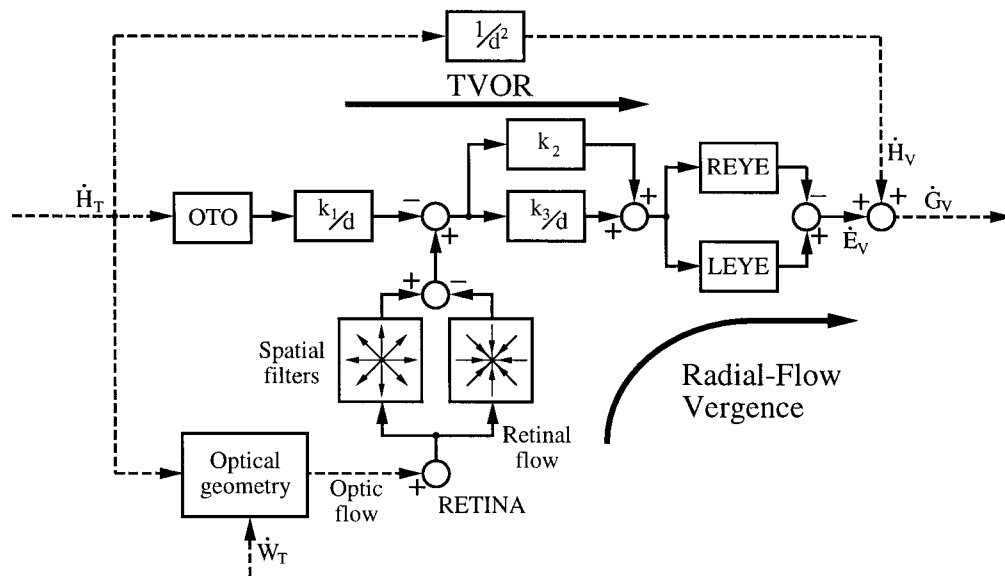 1/d²
TVOR
Ḣ_T
OTO
k₁/d
−
+
k₂
k₃/d
+
+
REYE
LEYE
−
+
Ė_V
Ḣ_V
+
+
Ġ_V
+
−
Spatial
filters
Retinal
flow
Radial-Flow
Vergence
Optical
geometry
Optic
flow
+
RETINA
Ẇ_T